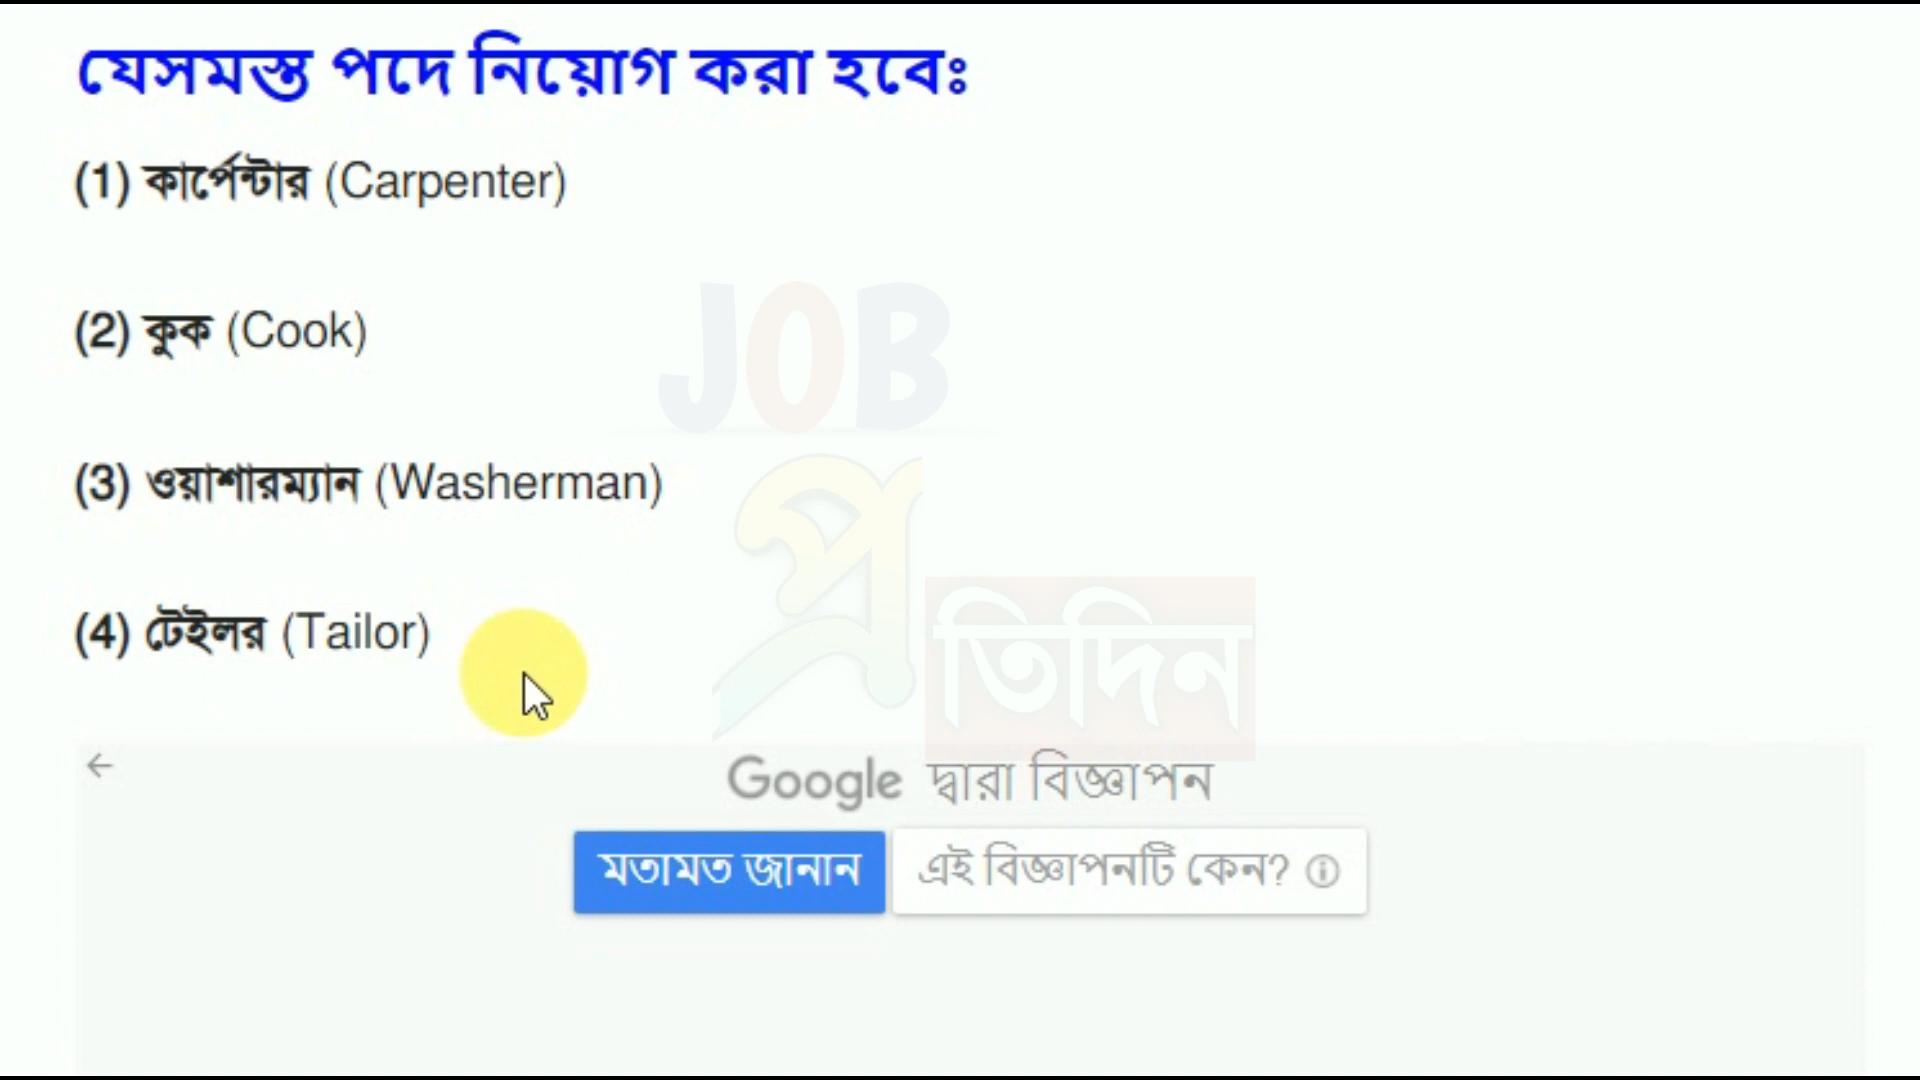 যেসমস্ত পদে নিয়োগ করা হবেঃ
(1) কার্পেন্টার (Carpenter)
(2) কুক (Cook)
(3) ওয়াশারম্যান (Washerman)
(4) টেইলর (Tailor)
JOB
প্রতিদিন
Google দ্বারা বিজ্ঞাপন
মতামত জানান
এই বিজ্ঞাপনটি কেন?